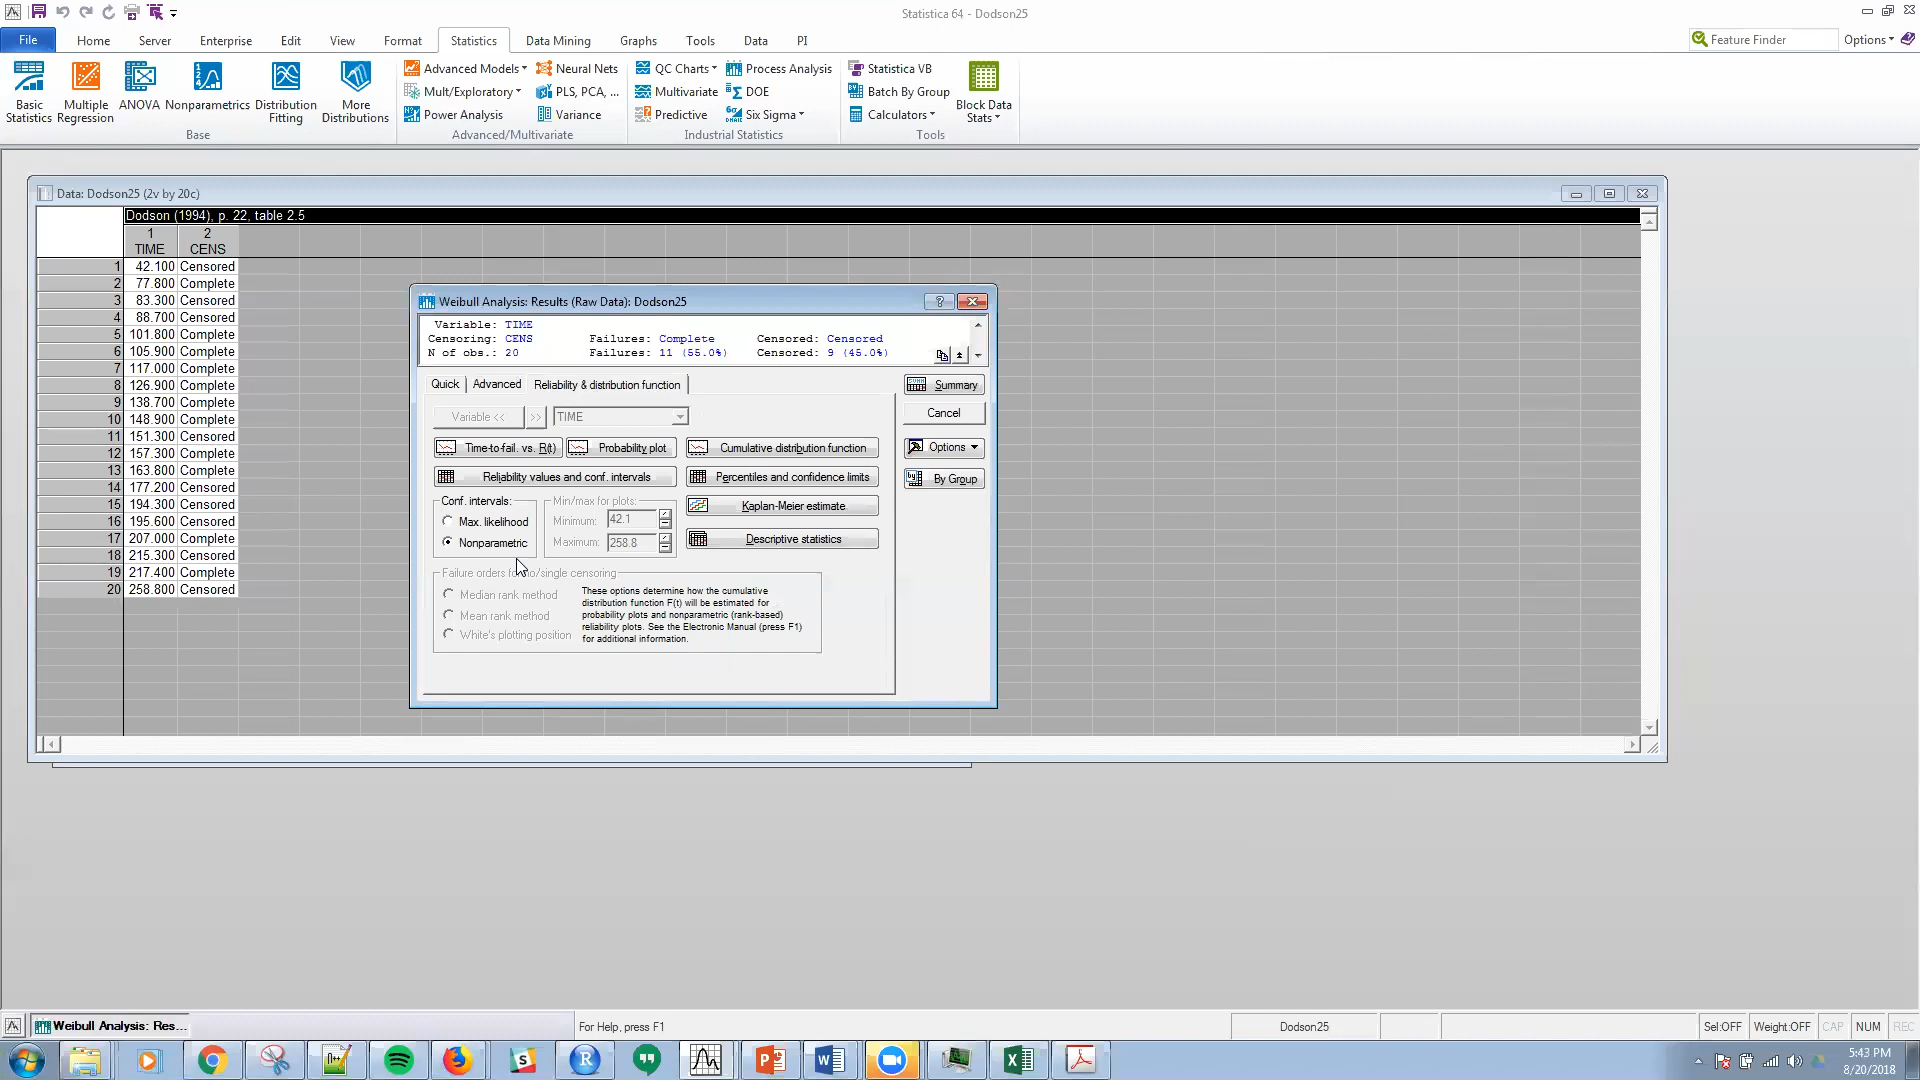 Statistica 64 - Dodson25
File Home Server Enterprise Edit View Format Statistics Data Mining Graphs Tools Data PI
Feature Finder
Options
Basic Statistics
Multiple Regression
ANOVA
Nonparametrics
Distribution Fitting
More Distributions
Base
Advanced Models
Neural Nets
Mult/Exploratory
PLS, PCA, ...
Power Analysis
Variance
Advanced/Multivariate
QC Charts
Process Analysis
Multivariate
DOE
Predictive
Six Sigma
Industrial Statistics
Statistica VB
Batch By Group
Calculators
Block Data Stats
Tools
Data: Dodson25 (2v by 20c)
Dodson (1994), p. 22, table 2.5
1 2
TIME CENS
1 42.100 Censored
2 77.800 Complete
3 83.300 Censored
4 88.700 Censored
5 101.800 Complete
6 105.900 Complete
7 117.000 Complete
8 126.900 Complete
9 138.700 Complete
10 148.900 Complete
11 151.300 Censored
12 157.300 Complete
13 163.800 Complete
14 177.200 Censored
15 194.300 Censored
16 195.600 Censored
17 207.000 Complete
18 215.300 Censored
19 217.400 Complete
20 258.800 Censored
Weibull Analysis: Results (Raw Data): Dodson25
Variable: TIME
Censoring: CENS Failures: Complete Censored: Censored
N of obs.: 20 Failures: 11 (55.0%) Censored: 9 (45.0%)
Quick Advanced Reliability & distribution function
Summary
Cancel
Options
By Group
Variable << >> TIME
Time-to-fail. vs. R(t) Probability plot Cumulative distribution function
Reliability values and conf. intervals Percentiles and confidence limits
Conf. intervals: Min/max for plots: Kaplan-Meier estimate
Max. likelihood Minimum: 42.1
Nonparametric Maximum: 258.8 Descriptive statistics
Failure orders for no/single censoring
Median rank method
Mean rank method
White's plotting position
These options determine how the cumulative
distribution function F(t) will be estimated for
probability plots and nonparametric (rank-based)
reliability plots. See the Electronic Manual (press F1)
for additional information.
Weibull Analysis: Res...
For Help, press F1
Dodson25
Sel:OFF Weight:OFF CAP NUM REC
5:43 PM
8/20/2018